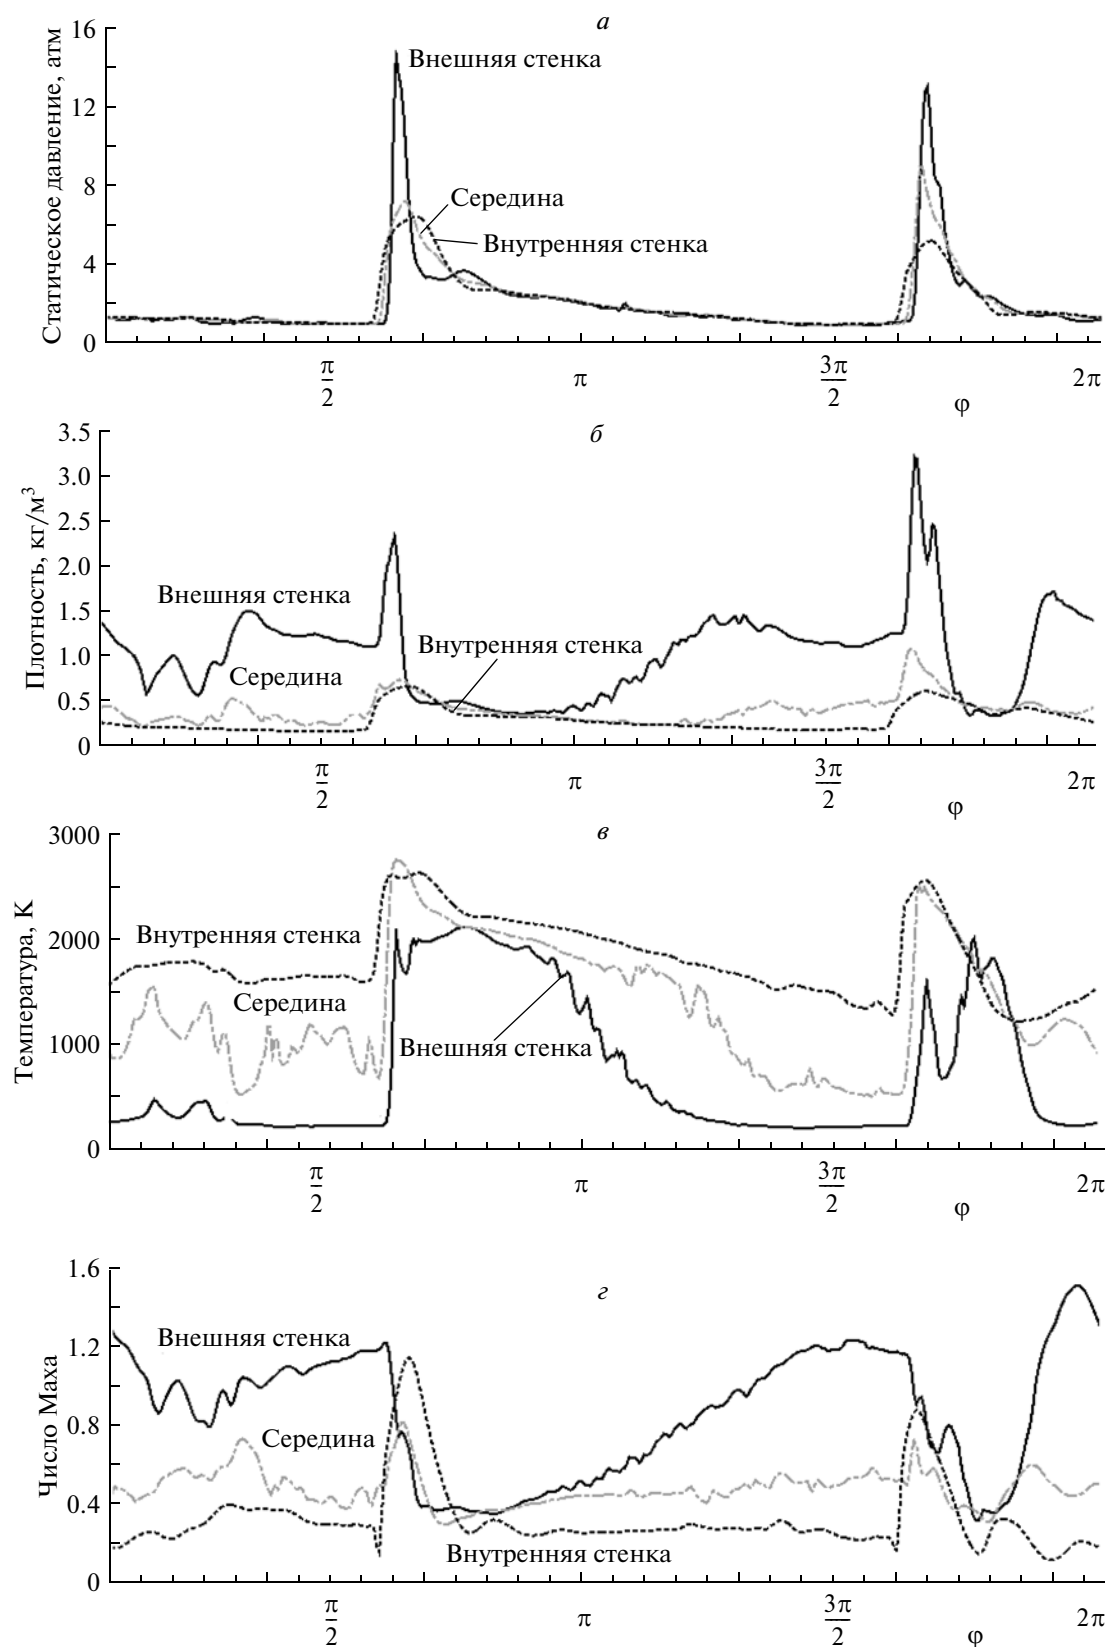 а
Статическое давление, атм
16
12
8
4
0
Внешняя стенка
Середина
Внутренняя стенка
π
2
π
3π
2
2π
φ
б
Плотность, кг/м³
3.5
3.0
2.5
2.0
1.5
1.0
0.5
0
Внешняя стенка
Внутренняя стенка
Середина
π
2
π
3π
2
2π
φ
в
Температура, К
3000
2000
1000
0
Внутренняя стенка
Середина
Внешняя стенка
π
2
π
3π
2
2π
φ
г
Число Маха
1.6
1.2
0.8
0.4
0
Внешняя стенка
Середина
Внутренняя стенка
π
2
π
3π
2
2π
φ